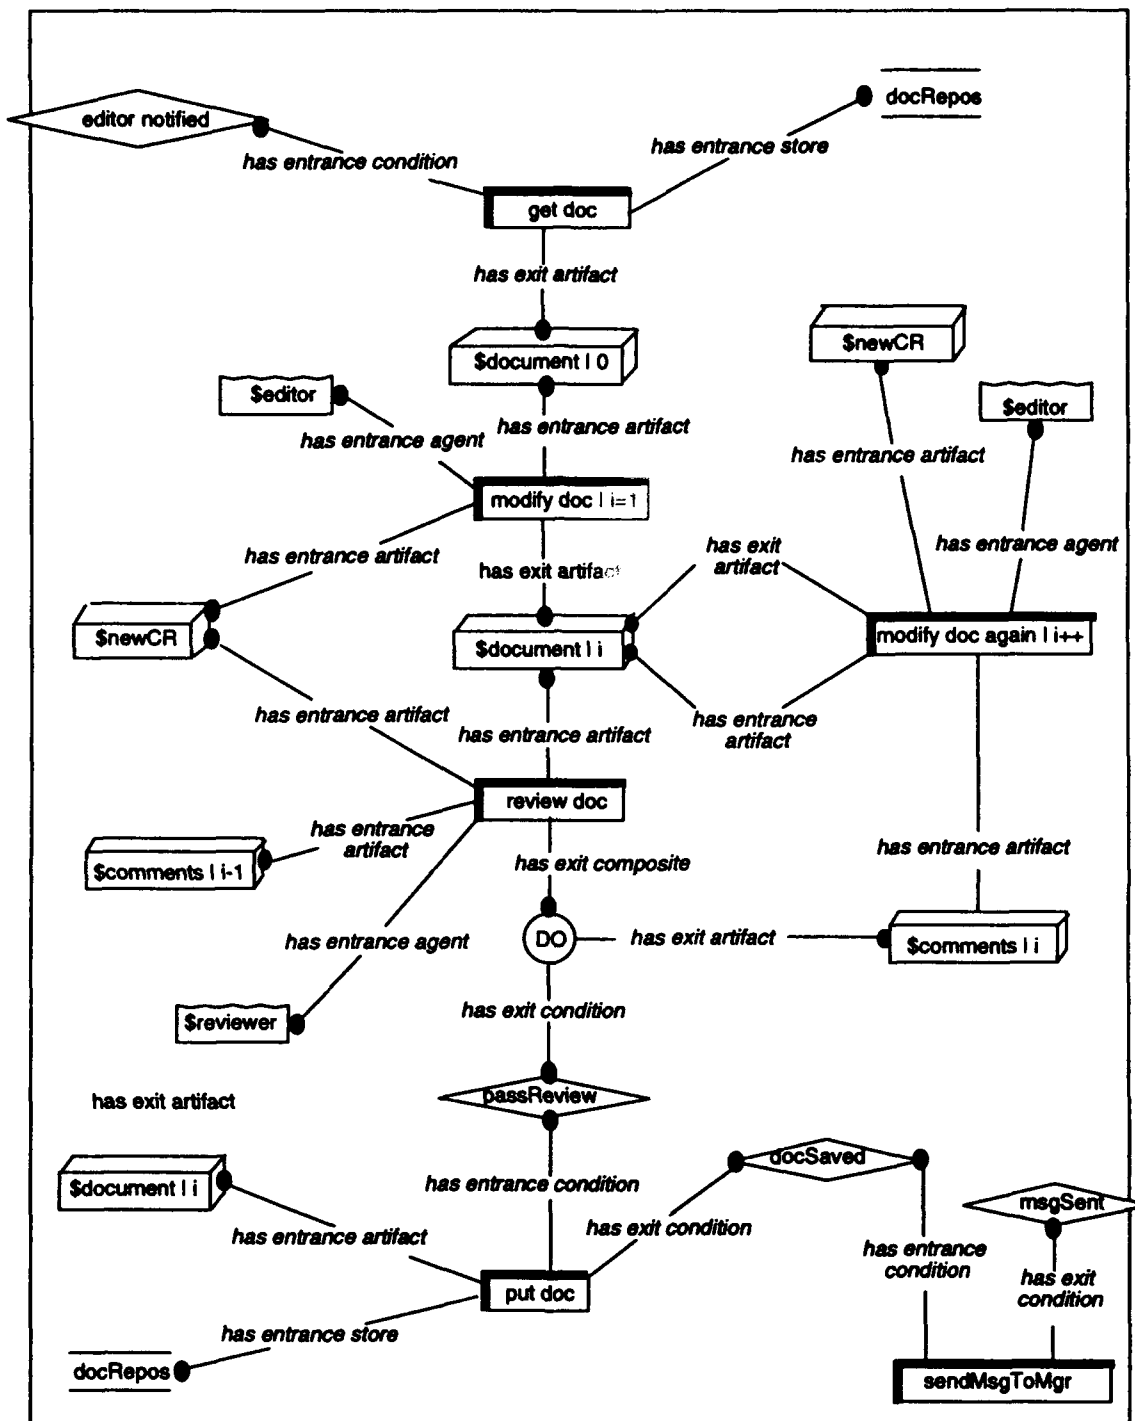 editor notified
docRepos
has entrance condition
has entrance store
get doc
has exit artifact
$newCR
$document | 0
$editor
$editor
has entrance agent
has entrance artifact
has entrance artifact
modify doc | i=1
has entrance artifact
has exit artifact
has exit
artifact
has entrance agent
$newCR
$document | i
modify doc again | i++
has entrance artifact
has entrance artifact
has entrance
artifact
review doc
has entrance
artifact
$comments | i-1
has exit composite
has entrance artifact
has entrance agent
DO
has exit artifact
$comments | i
$reviewer
has exit condition
has exit artifact
passReview
$document | i
has entrance condition
docSaved
msgSent
has entrance artifact
has exit condition
has entrance
condition
has exit
condition
put doc
has entrance store
docRepos
sendMsgToMgr